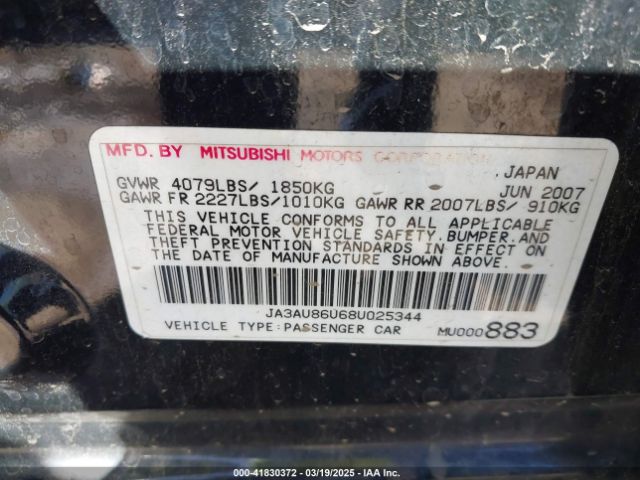 MFD. BY MITSUBISHI MOTORS CORPORATION
JAPAN
GVWR 4079LBS/ 1850KG JUN 2007
GAWR FR 2227LBS/1010KG GAWR RR 2007LBS/ 910KG
THIS VEHICLE CONFORMS TO ALL APPLICABLE
FEDERAL MOTOR VEHICLE SAFETY, BUMPER, AND
THEFT PREVENTION STANDARDS IN EFFECT ON
THE DATE OF MANUFACTURE SHOWN ABOVE.
JA3AU86U68U025344
VEHICLE TYPE:PASSENGER CAR MU000883
000-41830372 - 03/19/2025 - IAA Inc.